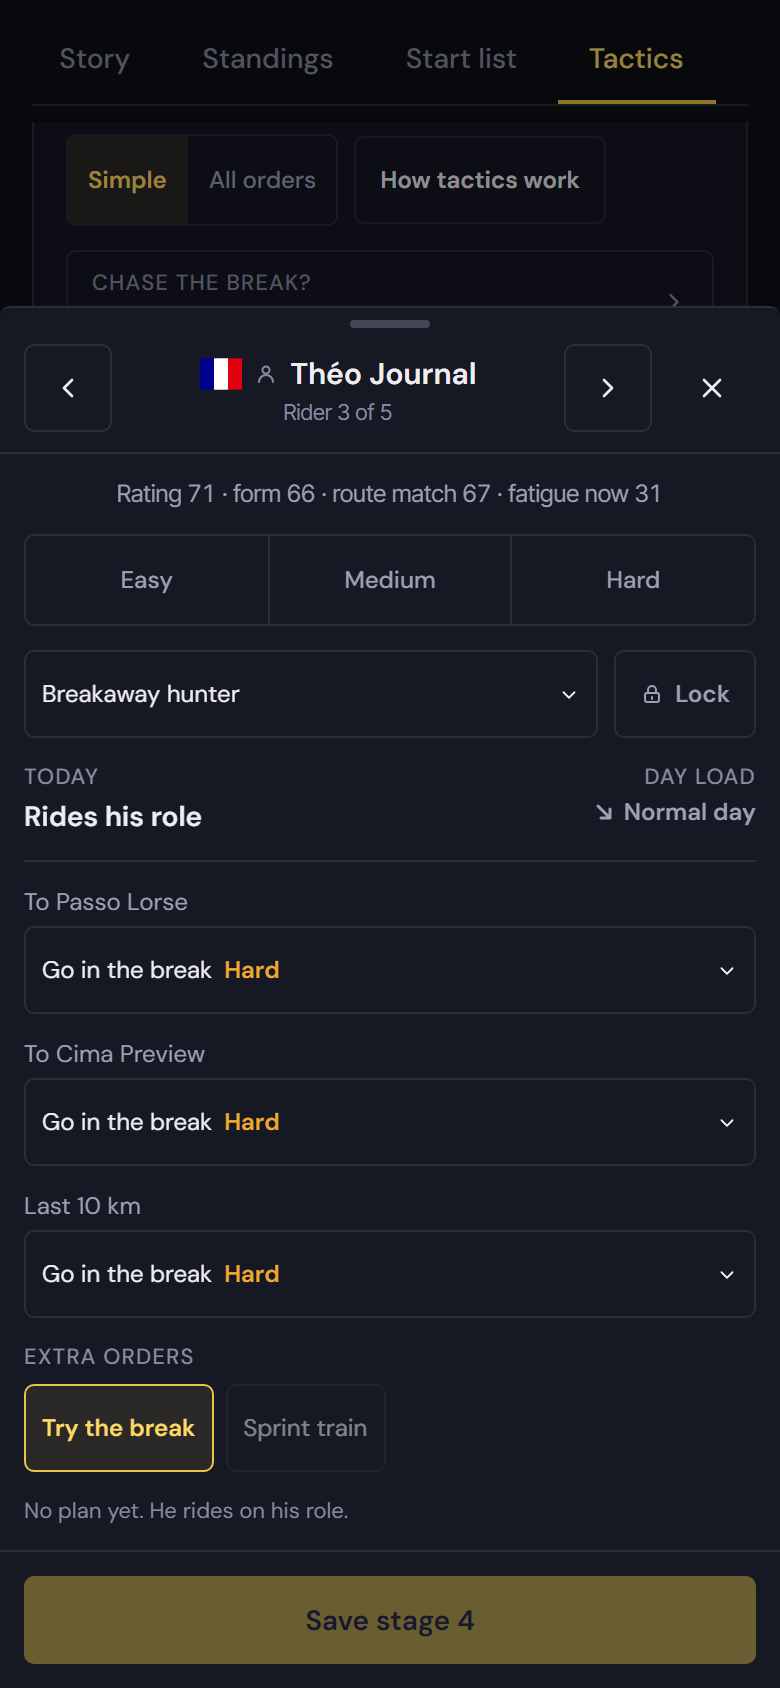 Story Standings Start list Tactics
Simple All orders How tactics work
CHASE THE BREAK?
Théo Journal
Rider 3 of 5
Rating 71 · form 66 · route match 67 · fatigue now 31
Easy Medium Hard
Breakaway hunter Lock
TODAY DAY LOAD
Rides his role Normal day
To Passo Lorse
Go in the break Hard
To Cima Preview
Go in the break Hard
Last 10 km
Go in the break Hard
EXTRA ORDERS
Try the break Sprint train
No plan yet. He rides on his role.
Save stage 4